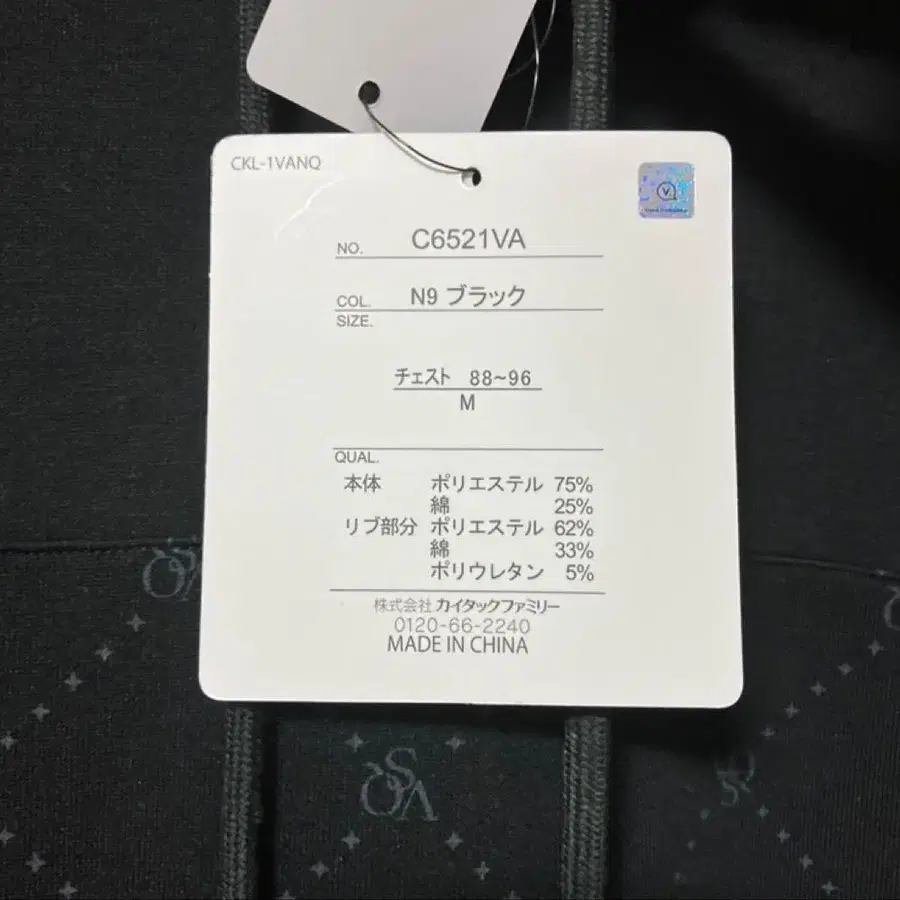 CKL-1VANQ
NO. C6521VA
COL. N9 ブラック
SIZE.
チェスト 88~96
M
QUAL.
本体 ポリエステル 75%
綿 25%
リブ部分 ポリエステル 62%
綿 33%
ポリウレタン 5%
株式会社 カイタックファミリー
0120-66-2240
MADE IN CHINA